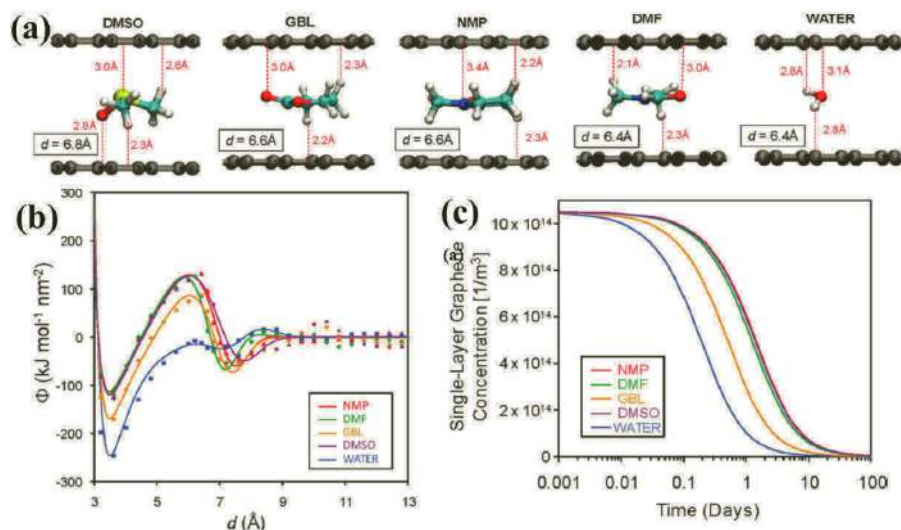 (a)
DMSO
GBL
NMP
DMF
WATER
3.0Å
2.6Å
2.8Å
2.3Å
d = 6.8Å
3.0Å
2.3Å
2.2Å
d = 6.6Å
3.4Å
2.2Å
2.3Å
d = 6.6Å
2.1Å
3.0Å
2.3Å
d = 6.4Å
2.8Å
3.1Å
2.8Å
d = 6.4Å
(b)
Φ (kJ mol⁻¹ nm⁻²)
300
200
100
0
-100
-200
-300
3
5
7
9
11
13
d (Å)
NMP
DMF
GBL
DMSO
WATER
(c)
(a)
Single-Layer Graphene
Concentration [1/m³]
10 x 10¹⁴
8 x 10¹⁴
6 x 10¹⁴
4 x 10¹⁴
2 x 10¹⁴
0
0.001
0.01
0.1
1
10
100
Time (Days)
NMP
DMF
GBL
DMSO
WATER